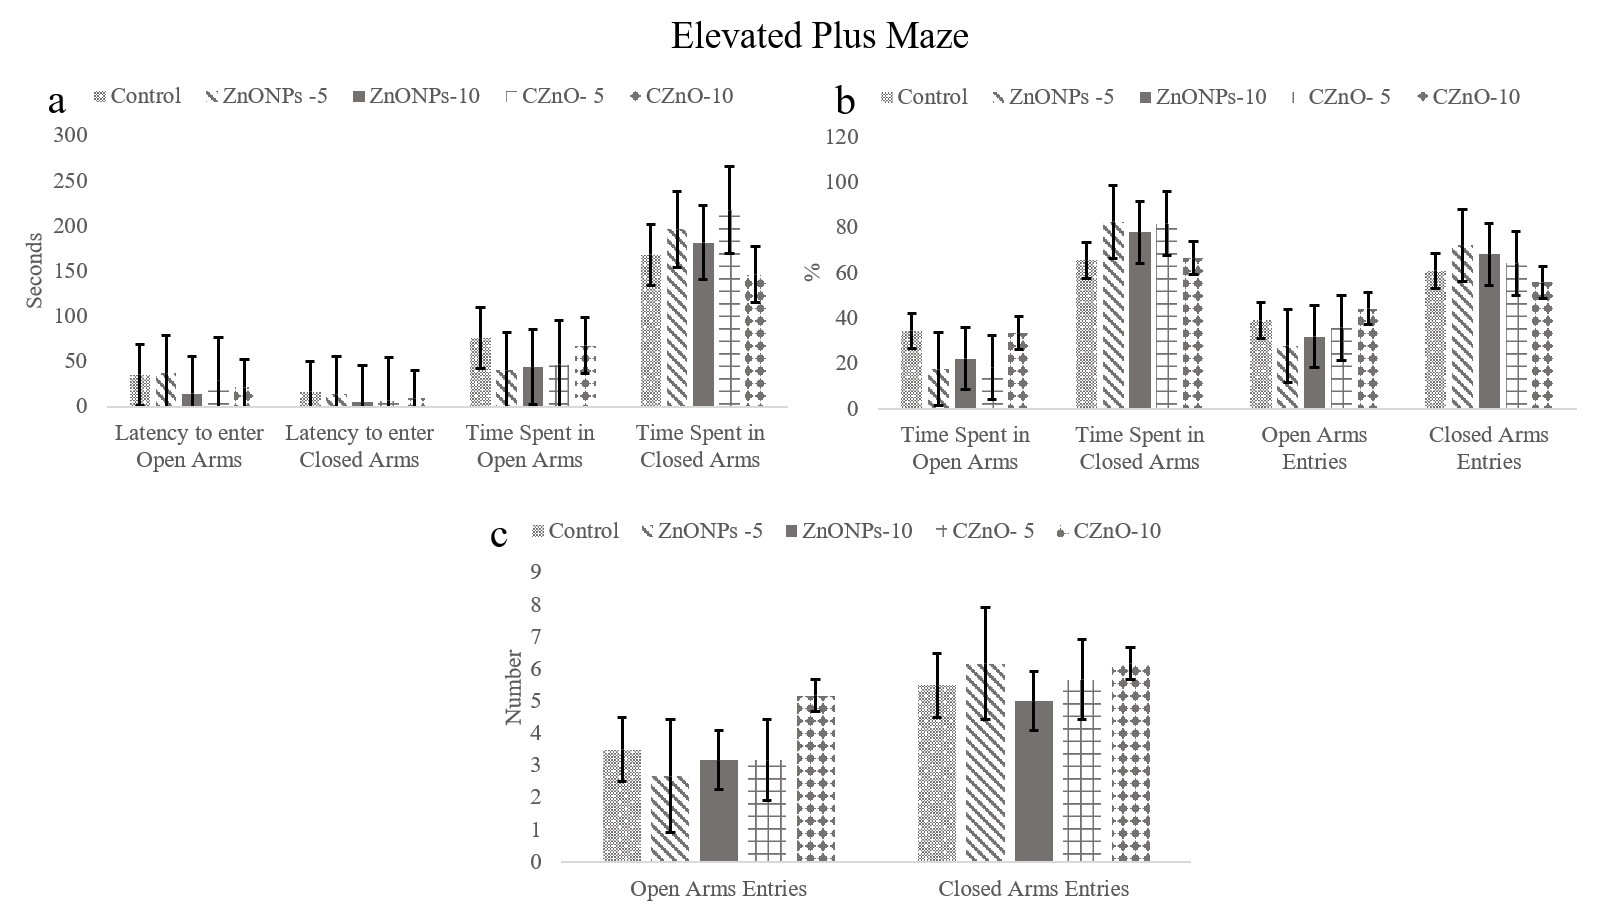 Elevated Plus Maze
a
Control ZnONPs -5 ZnONPs-10 CZnO- 5 CZnO-10
300
250
200
150
100
50
0
Seconds
Latency to enter Open Arms
Latency to enter Closed Arms
Time Spent in Open Arms
Time Spent in Closed Arms
b
Control ZnONPs -5 ZnONPs-10 CZnO- 5 CZnO-10
120
100
80
60
40
20
0
%
Time Spent in Open Arms
Time Spent in Closed Arms
Open Arms Entries
Closed Arms Entries
c
Control ZnONPs -5 ZnONPs-10 CZnO- 5 CZnO-10
9
8
7
6
5
4
3
2
1
0
Number
Open Arms Entries
Closed Arms Entries